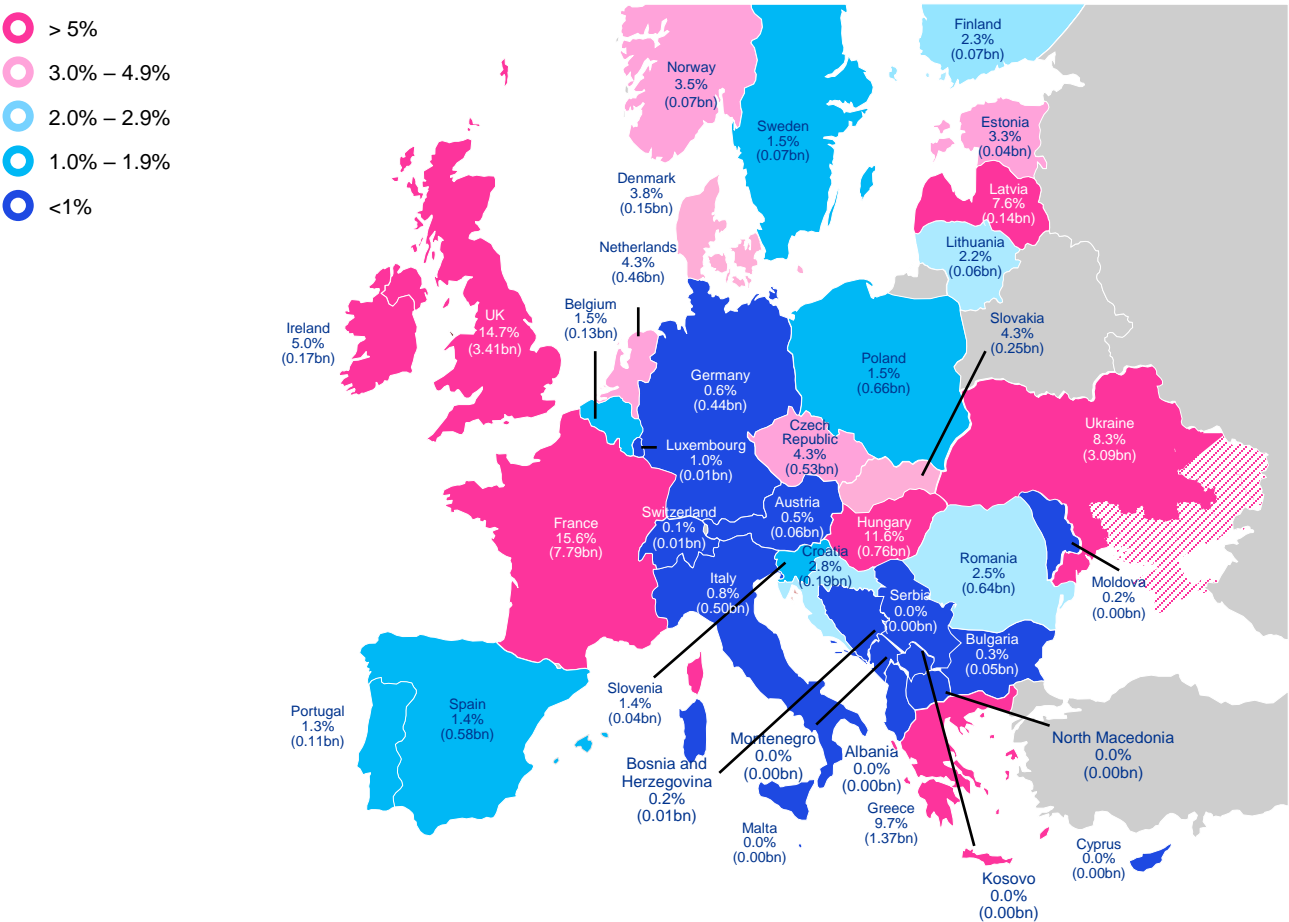 > 5%
3.0% – 4.9%
2.0% – 2.9%
1.0% – 1.9%
<1%
Finland
2.3%
(0.07bn)
Norway
3.5%
(0.07bn)
Sweden
1.5%
(0.07bn)
Estonia
3.3%
(0.04bn)
Latvia
7.6%
(0.14bn)
Denmark
3.8%
(0.15bn)
Lithuania
2.2%
(0.06bn)
Netherlands
4.3%
(0.46bn)
Belgium
1.5%
(0.13bn)
Ireland
5.0%
(0.17bn)
UK
14.7%
(3.41bn)
Slovakia
4.3%
(0.25bn)
Poland
1.5%
(0.66bn)
Germany
0.6%
(0.44bn)
Czech
Republic
4.3%
(0.53bn)
Ukraine
8.3%
(3.09bn)
Luxembourg
1.0%
(0.01bn)
Austria
0.5%
(0.06bn)
Switzerland
0.1%
(0.01bn)
France
15.6%
(7.79bn)
Hungary
11.6%
(0.76bn)
Croatia
2.8%
(0.19bn)
Romania
2.5%
(0.64bn)
Moldova
0.2%
(0.00bn)
Italy
0.8%
(0.50bn)
Serbia
0.0%
(0.00bn)
Bulgaria
0.3%
(0.05bn)
Slovenia
1.4%
(0.04bn)
Portugal
1.3%
(0.11bn)
Spain
1.4%
(0.58bn)
Montenegro
0.0%
(0.00bn)
Albania
0.0%
(0.00bn)
North Macedonia
0.0%
(0.00bn)
Bosnia and
Herzegovina
0.2%
(0.01bn)
Greece
9.7%
(1.37bn)
Malta
0.0%
(0.00bn)
Cyprus
0.0%
(0.00bn)
Kosovo
0.0%
(0.00bn)